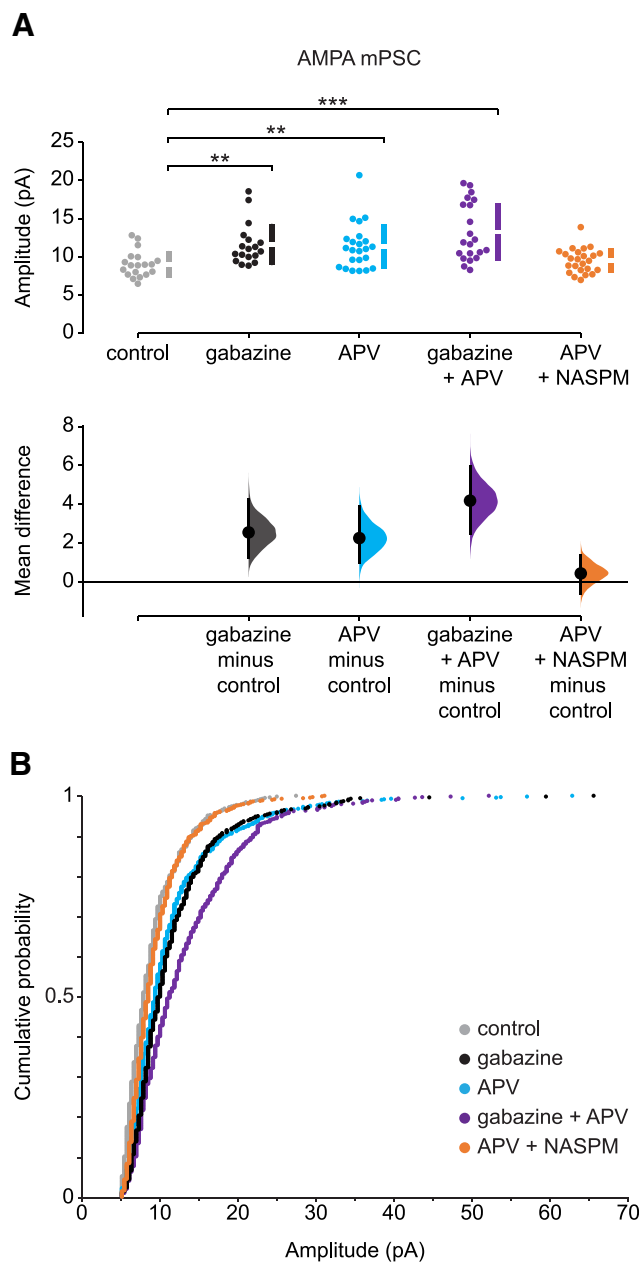 A
AMPA mPSC
***
**
**
25
20
15
10
5
0
Amplitude (pA)
control
gabazine
APV
gabazine
+ APV
APV
+ NASPM
8
6
4
2
0
Mean difference
gabazine
minus
control
APV
minus
control
gabazine
+ APV
minus
control
APV
+ NASPM
minus
control
B
1
0.5
0
Cumulative probability
control
gabazine
APV
gabazine + APV
APV + NASPM
0
10
20
30
40
50
60
70
Amplitude (pA)